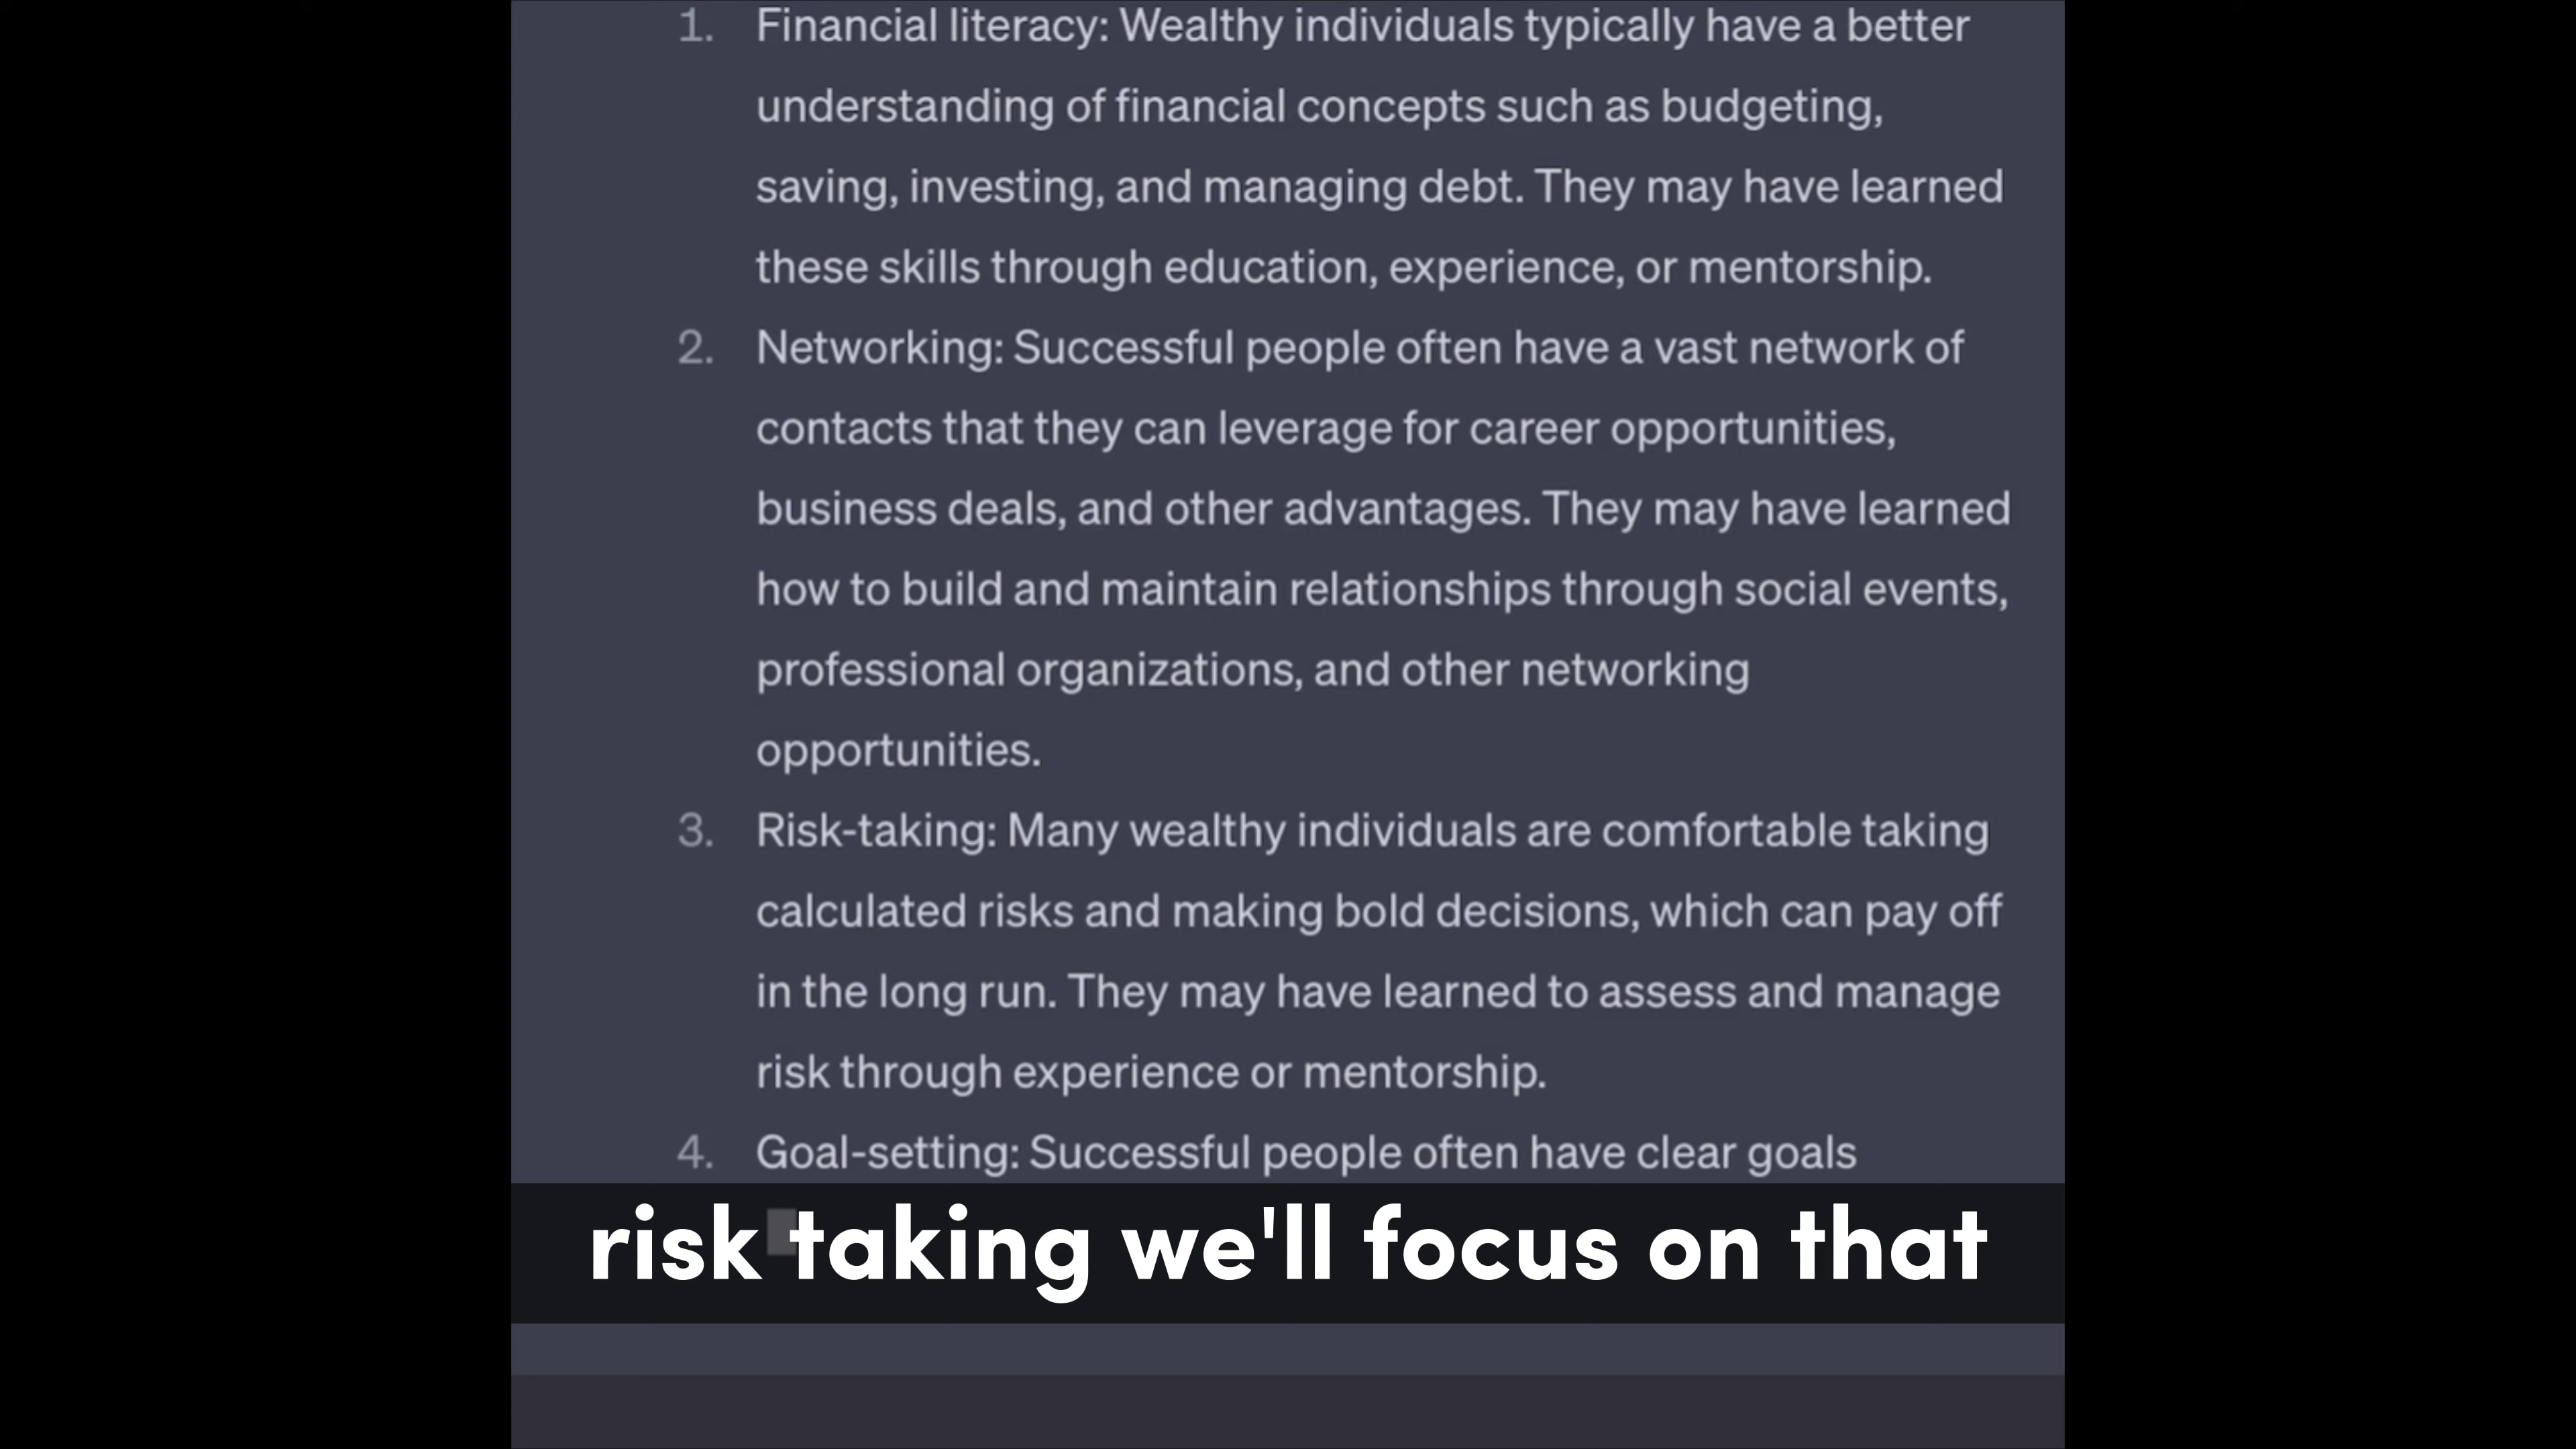 1. Financial literacy: Wealthy individuals typically have a better
understanding of financial concepts such as budgeting,
saving, investing, and managing debt. They may have learned
these skills through education, experience, or mentorship.
2. Networking: Successful people often have a vast network of
contacts that they can leverage for career opportunities,
business deals, and other advantages. They may have learned
how to build and maintain relationships through social events,
professional organizations, and other networking
opportunities.
3. Risk-taking: Many wealthy individuals are comfortable taking
calculated risks and making bold decisions, which can pay off
in the long run. They may have learned to assess and manage
risk through experience or mentorship.
4. Goal-setting: Successful people often have clear goals
risk taking we'll focus on that